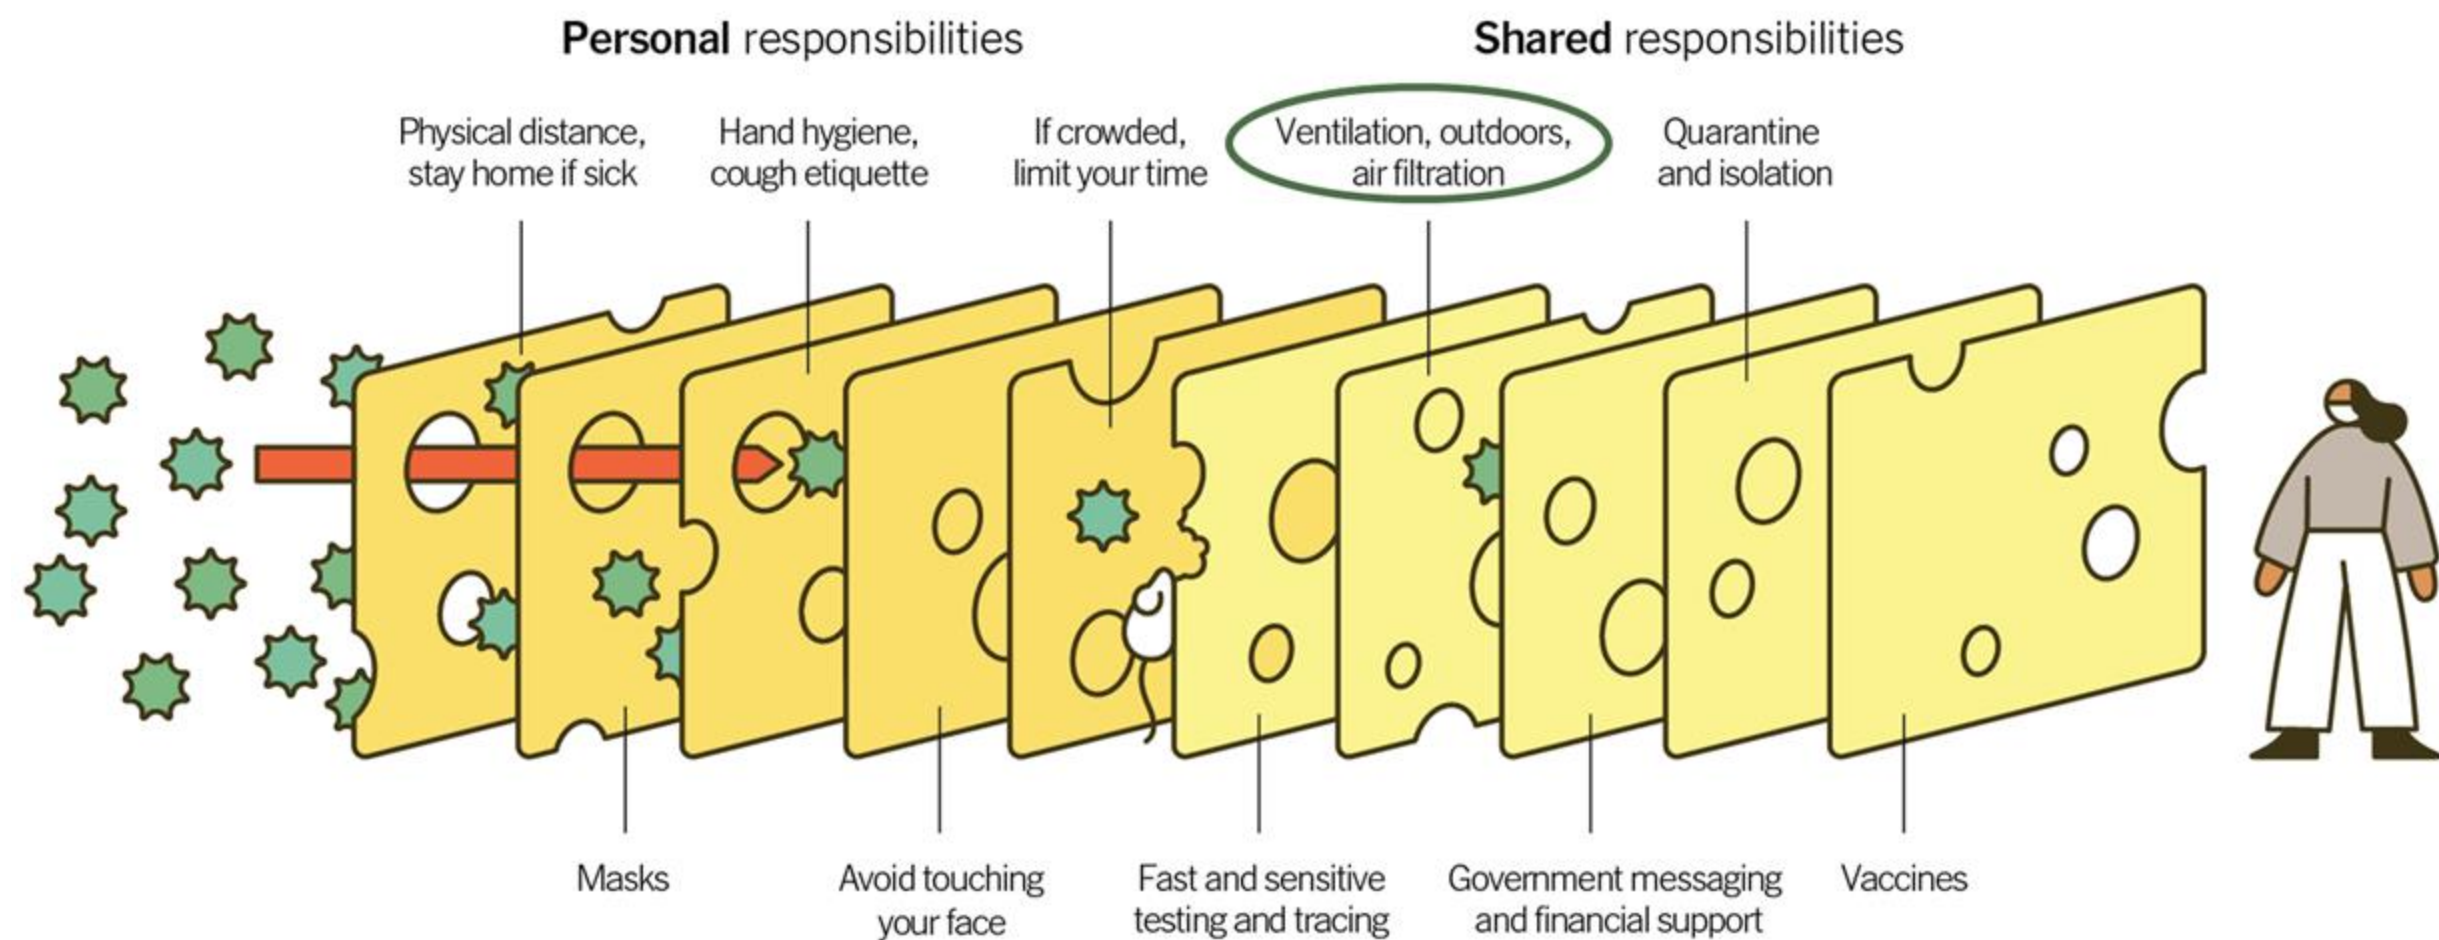 Personal responsibilities
Shared responsibilities
Physical distance,
stay home if sick
Hand hygiene,
cough etiquette
If crowded,
limit your time
Ventilation, outdoors,
air filtration
Quarantine
and isolation
Masks
Avoid touching
your face
Fast and sensitive
testing and tracing
Government messaging
and financial support
Vaccines